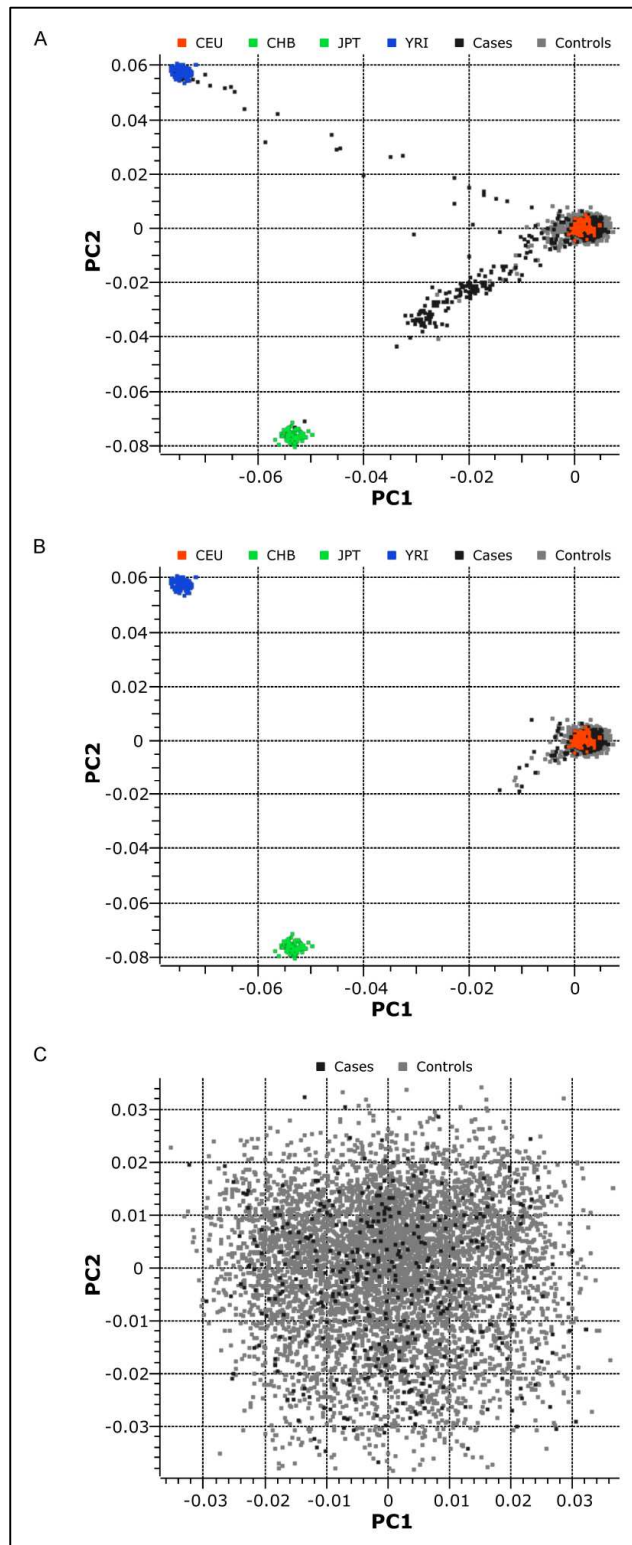 A
CEU CHB JPT YRI Cases Controls
0.06
0.04
0.02
0
-0.02
-0.04
-0.06
-0.08
PC2
-0.06 -0.04 -0.02 0
PC1
B
CEU CHB JPT YRI Cases Controls
0.06
0.04
0.02
0
-0.02
-0.04
-0.06
-0.08
PC2
-0.06 -0.04 -0.02 0
PC1
C
Cases Controls
0.03
0.02
0.01
0
-0.01
-0.02
-0.03
PC2
-0.03 -0.02 -0.01 0 0.01 0.02 0.03
PC1